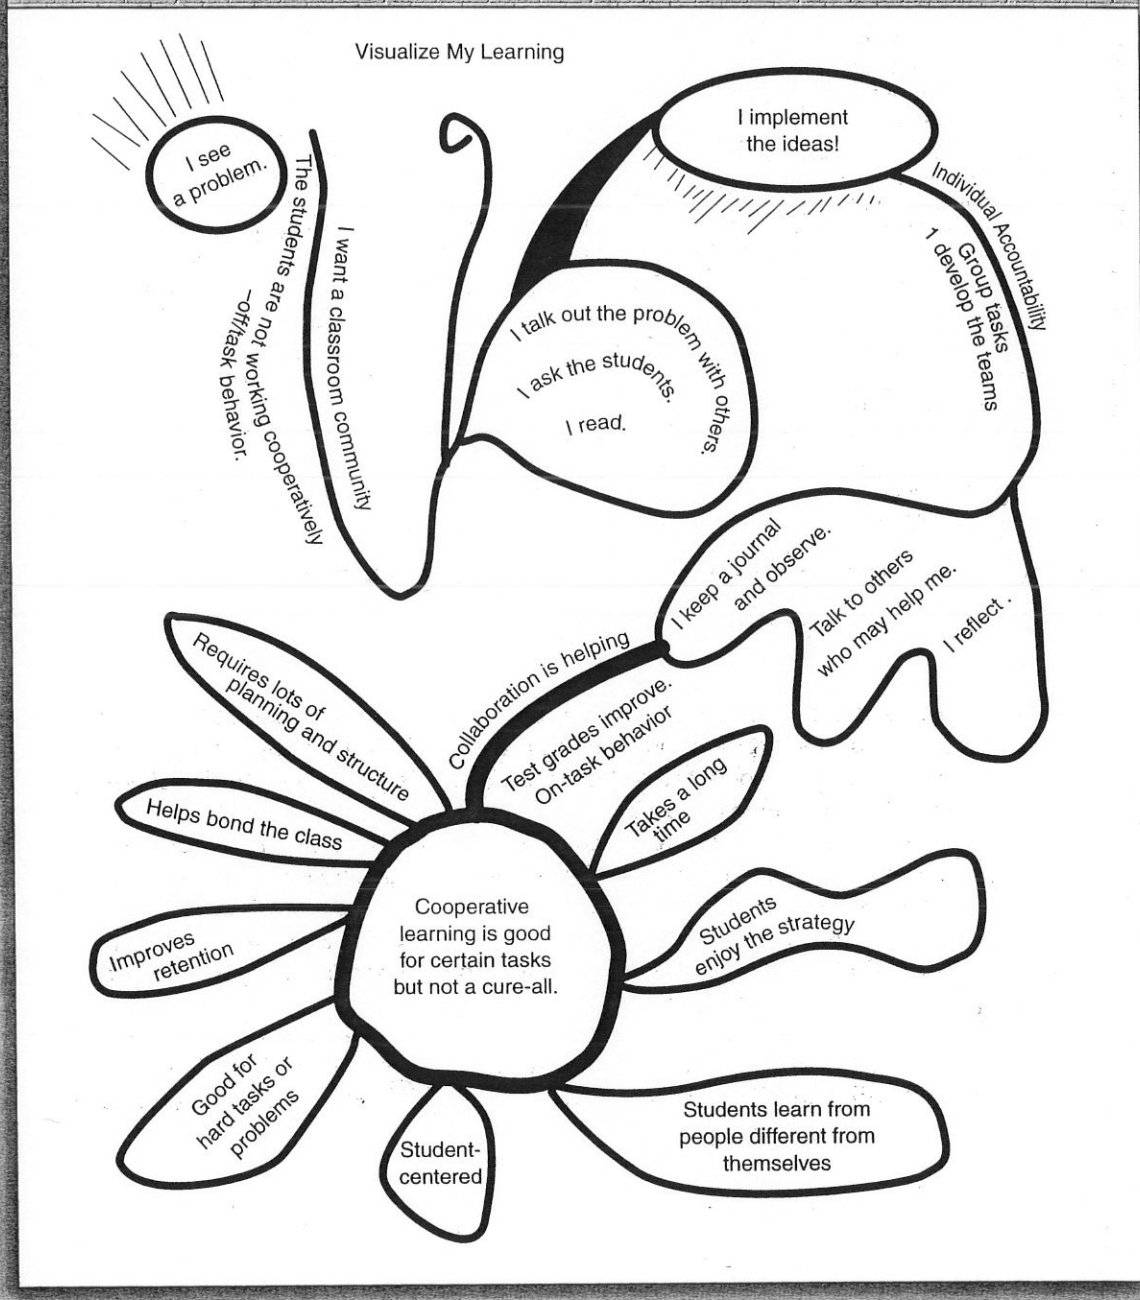 Visualize My Learning
I see
a problem.
The students are not working cooperatively
–off/task behavior.
I want a classroom community
I talk out the problem with others.
I ask the students.
I read.
I implement
the ideas!
Individual Accountability
Group tasks
1 develop the teams
I keep a journal
and observe.
Talk to others
who may help me.
I reflect .
Collaboration is helping
Test grades improve.
On-task behavior
Requires lots of
planning and structure
Helps bond the class
Improves
retention
Good for
hard tasks or
problems
Student-
centered
Students learn from
people different from
themselves
Students
enjoy the strategy
Takes a long
time
Cooperative
learning is good
for certain tasks
but not a cure-all.